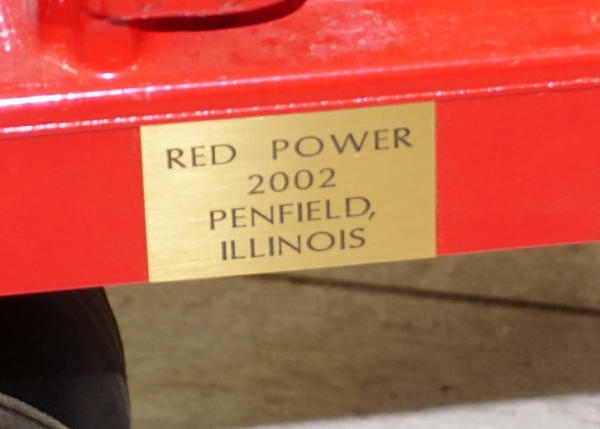 RED POWER
2002
PENFIELD,
ILLINOIS